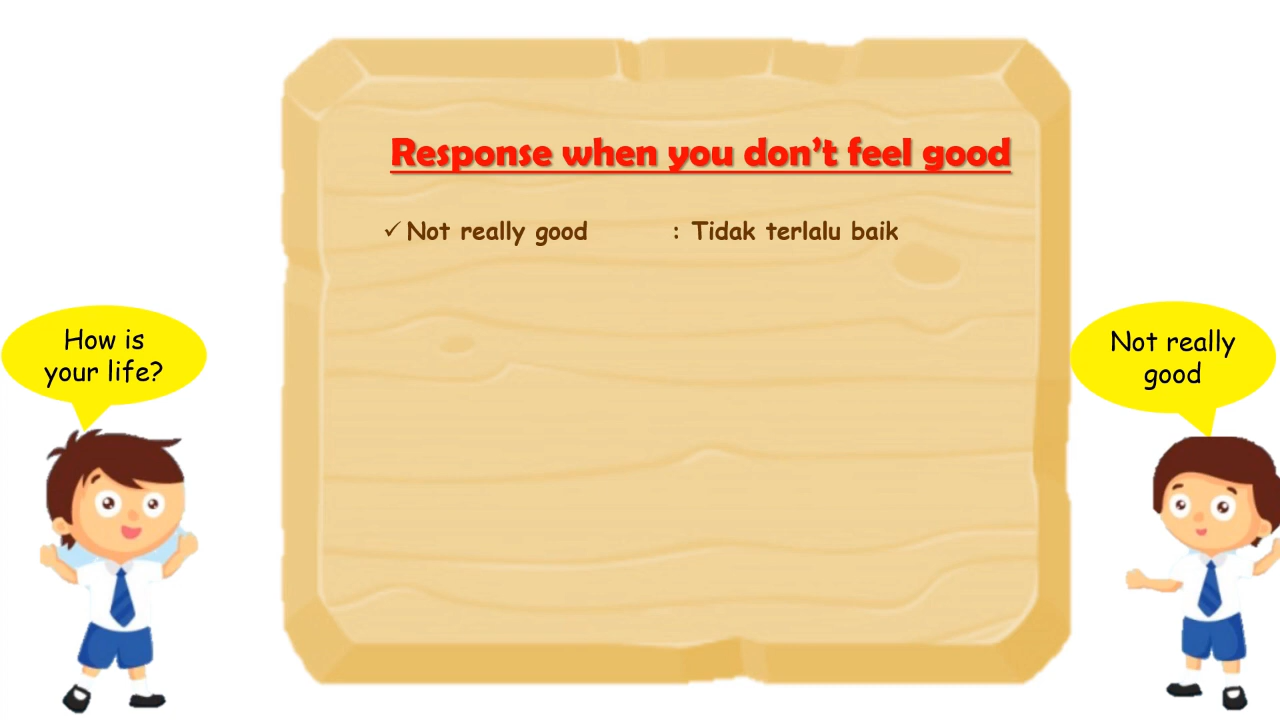 Response when you don’t feel good
✓ Not really good : Tidak terlalu baik
How is
your life?
Not really
good